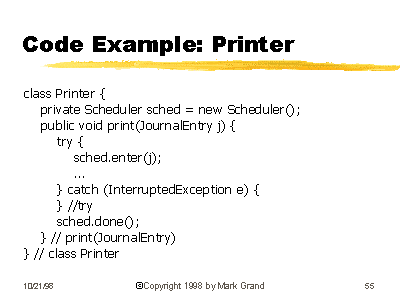 Code Example: Printer
class Printer {
private Scheduler sched = new Scheduler();
public void print(JournalEntry j) {
try {
sched.enter(j);
...
} catch (InterruptedException e) {
} //try
sched.done();
} // print(JournalEntry)
} // class Printer
10/21/98 ©Copyright 1998 by Mark Grand 55